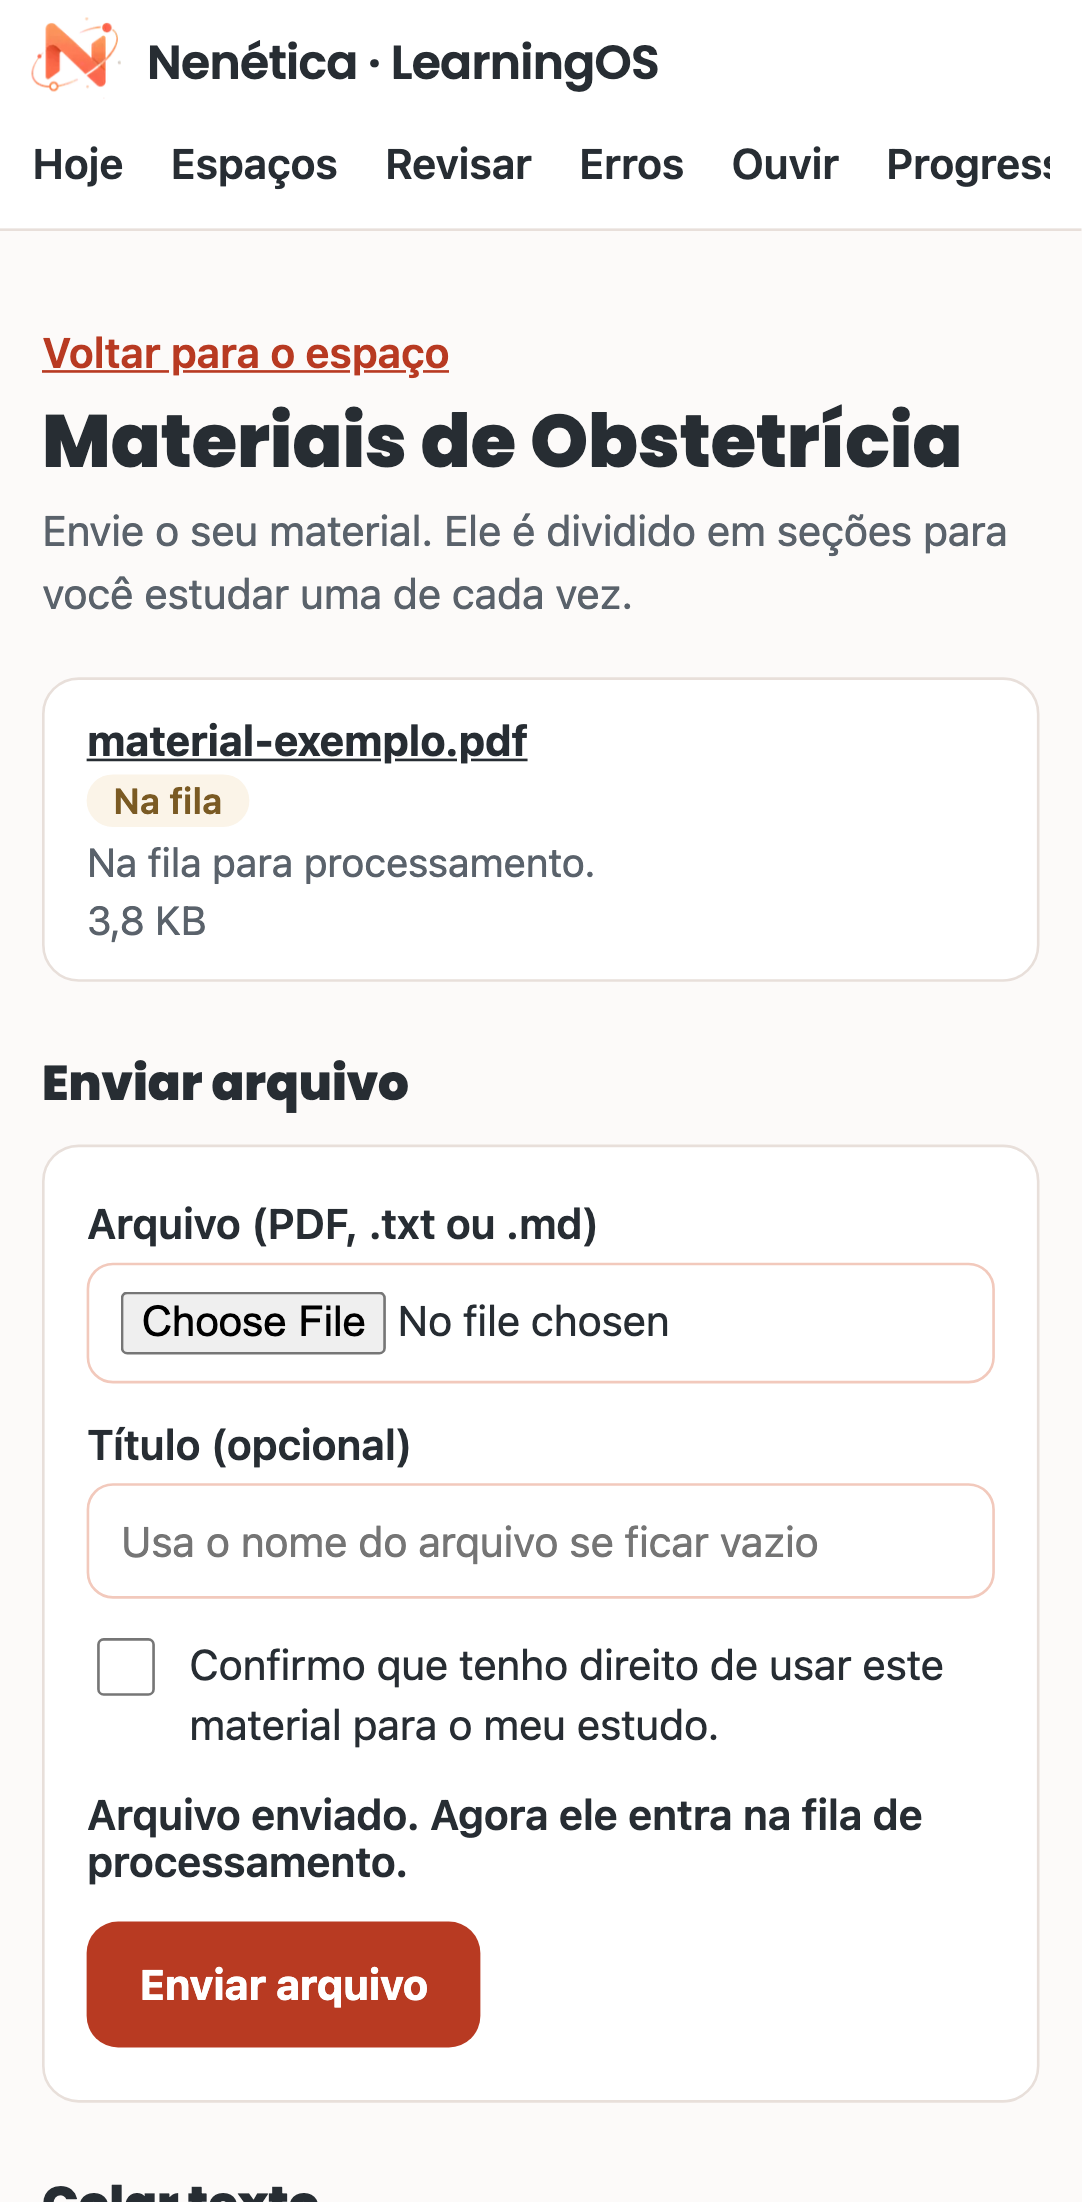 Nenética · LearningOS
Hoje Espaços Revisar Erros Ouvir Progress
Voltar para o espaço
Materiais de Obstetrícia
Envie o seu material. Ele é dividido em seções para
você estudar uma de cada vez.
material-exemplo.pdf
Na fila
Na fila para processamento.
3,8 KB
Enviar arquivo
Arquivo (PDF, .txt ou .md)
Choose File No file chosen
Título (opcional)
Usa o nome do arquivo se ficar vazio
Confirmo que tenho direito de usar este
material para o meu estudo.
Arquivo enviado. Agora ele entra na fila de
processamento.
Enviar arquivo
Colar texto